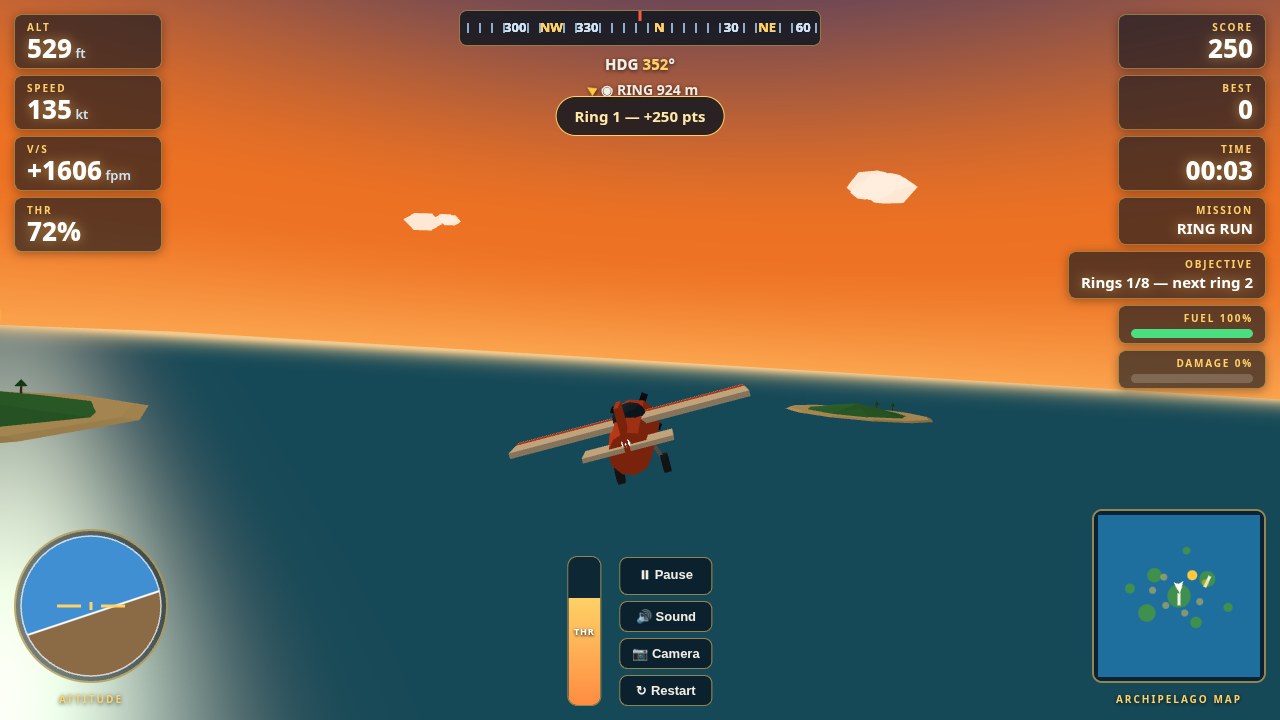 ALT
529 ft
SPEED
135 kt
V/S
+1606 fpm
THR
72%
300 NW 330 N 30 NE 60
HDG 352°
RING 924 m
Ring 1 — +250 pts
SCORE
250
BEST
0
TIME
00:03
MISSION
RING RUN
OBJECTIVE
Rings 1/8 — next ring 2
FUEL 100%
DAMAGE 0%
ATTITUDE
THR
Pause
Sound
Camera
Restart
ARCHIPELAGO MAP